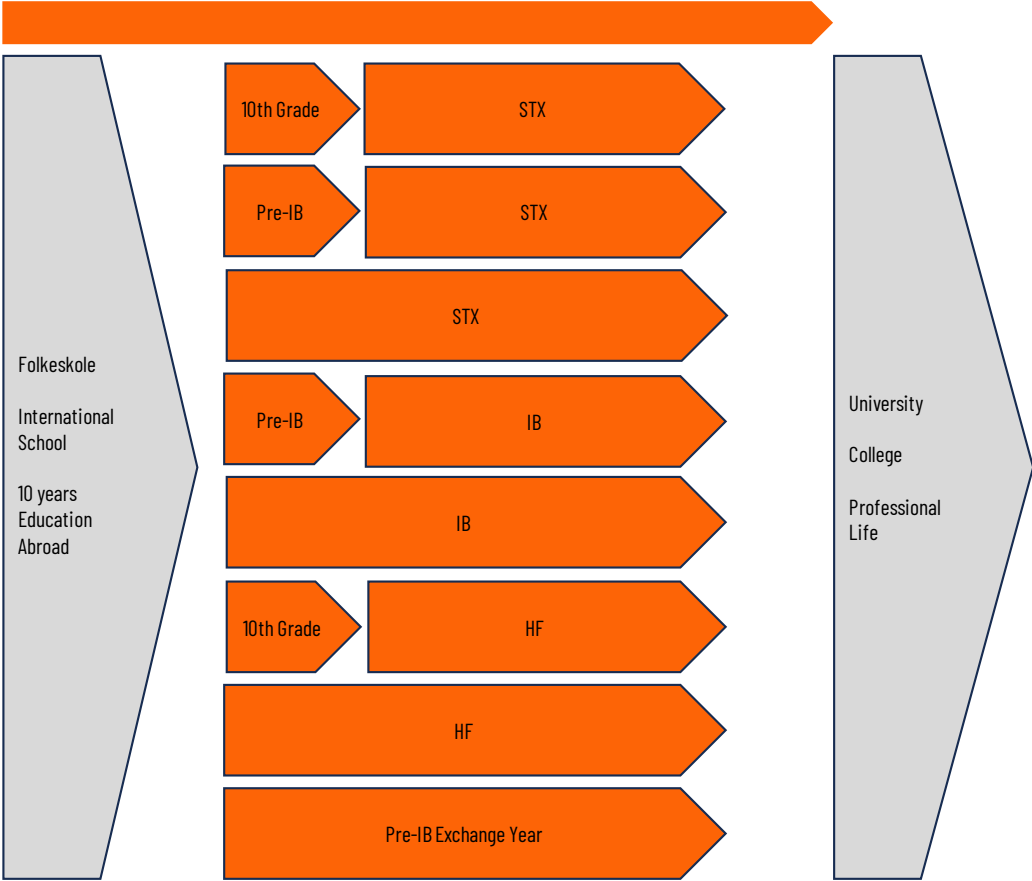 Folkeskole
International
School
10 years
Education
Abroad
10th Grade
STX
Pre-IB
STX
STX
Pre-IB
IB
IB
10th Grade
HF
HF
Pre-IB Exchange Year
University
College
Professional
Life